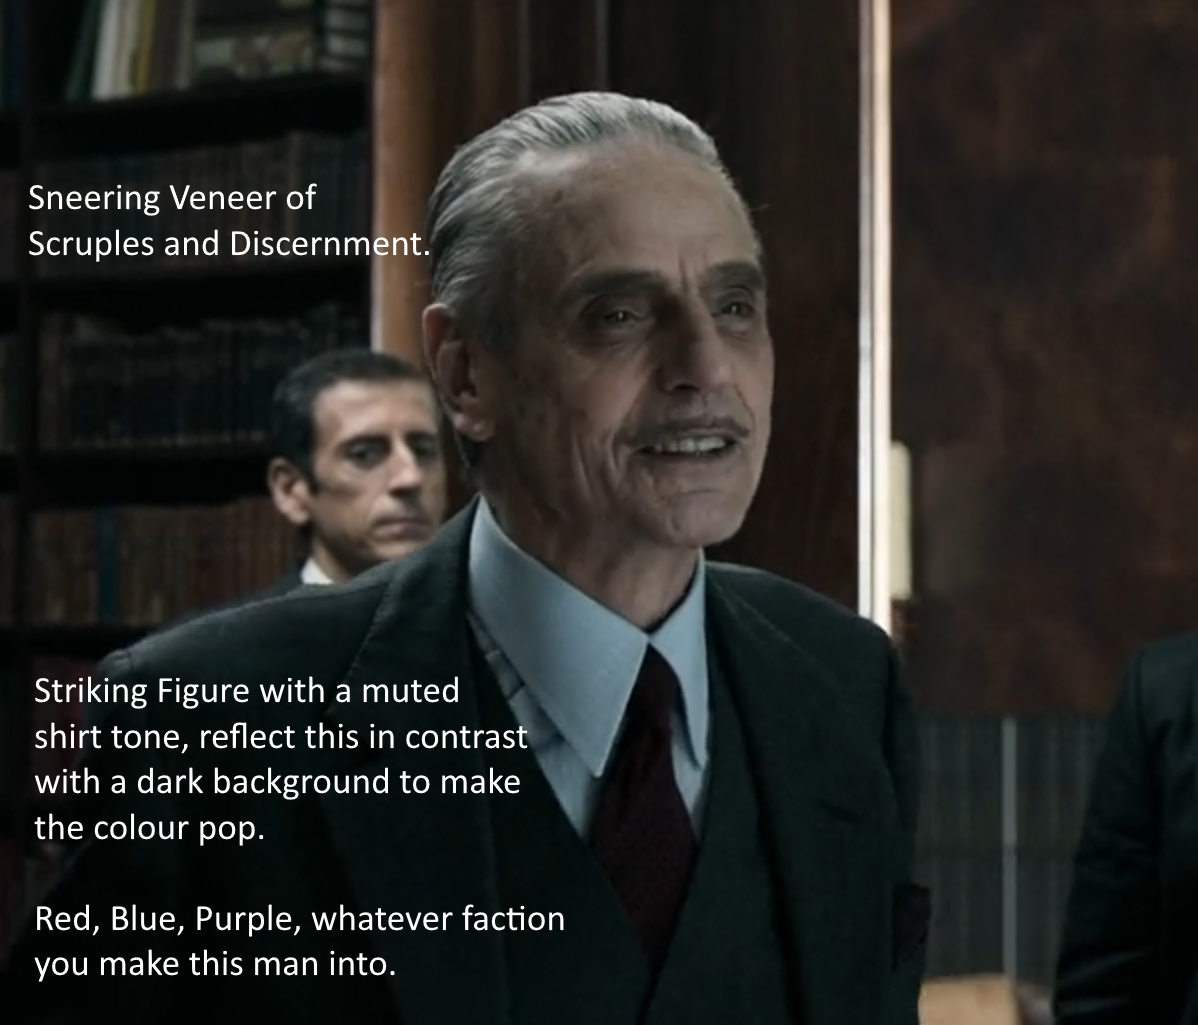 Sneering Veneer of
Scruples and Discernment.
Striking Figure with a muted
shirt tone, reflect this in contrast
with a dark background to make
the colour pop.
Red, Blue, Purple, whatever faction
you make this man into.